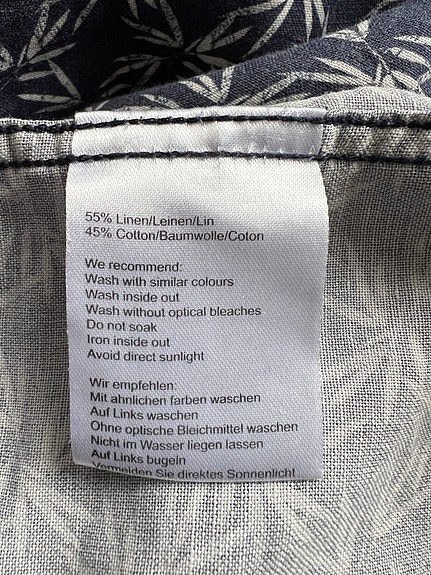 55% Linen/Leinen/Lin
45% Cotton/Baumwolle/Coton
We recommend:
Wash with similar colours
Wash inside out
Wash without optical bleaches
Do not soak
Iron inside out
Avoid direct sunlight
Wir empfehlen:
Mit ahnlichen farben waschen
Auf Links waschen
Ohne optische Bleichmittel waschen
Nicht im Wasser liegen lassen
Auf Links bugeln
Vermeiden Sie direktes Sonnenlicht